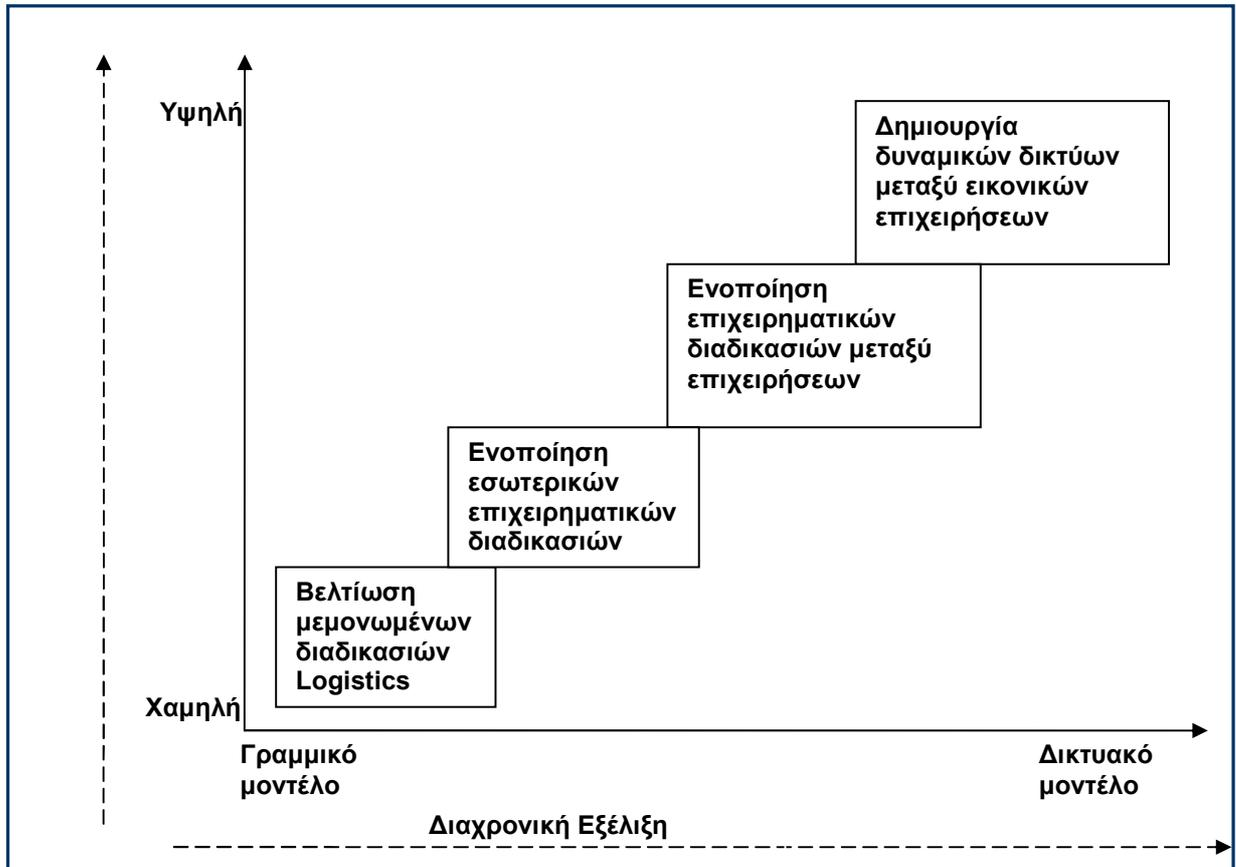 Υψηλή
Δημιουργία
δυναμικών δικτύων
μεταξύ εικονικών
επιχειρήσεων
Ενοποίηση
επιχειρηματικών
διαδικασιών μεταξύ
επιχειρήσεων
Ενοποίηση
εσωτερικών
επιχειρηματικών
διαδικασιών
Βελτίωση
μεμονωμένων
διαδικασιών
Logistics
Χαμηλή
Γραμμικό
μοντέλο
Δικτυακό
μοντέλο
Διαχρονική Εξέλιξη